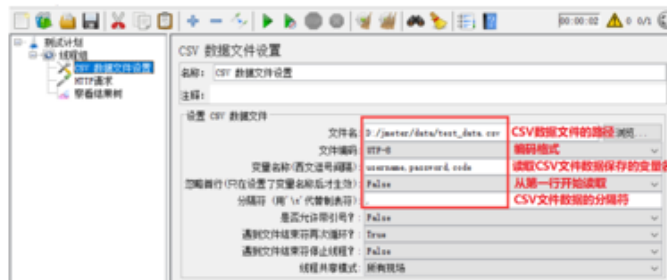 00:00:02 0 0/1
测试计划
线程组
CSV 数据文件设置
HTTP请求
察看结果树
CSV 数据文件设置
名称: CSV 数据文件设置
注释:
设置 CSV 数据文件
文件名: D:/jmeter/data/test_data.csv CSV数据文件的路径 浏览...
文件编码: UTF-8 编码格式
变量名称(西文逗号间隔): username,password,code 读取CSV文件数据保存的变量名
忽略首行(只在设置了变量名称后才生效): False 从第一行开始读取
分隔符 (用'\t'代替制表符): , CSV文件数据的分隔符
是否允许带引号?: False
遇到文件结束符再次循环?: True
遇到文件结束符停止线程?: False
线程共享模式: 所有现场